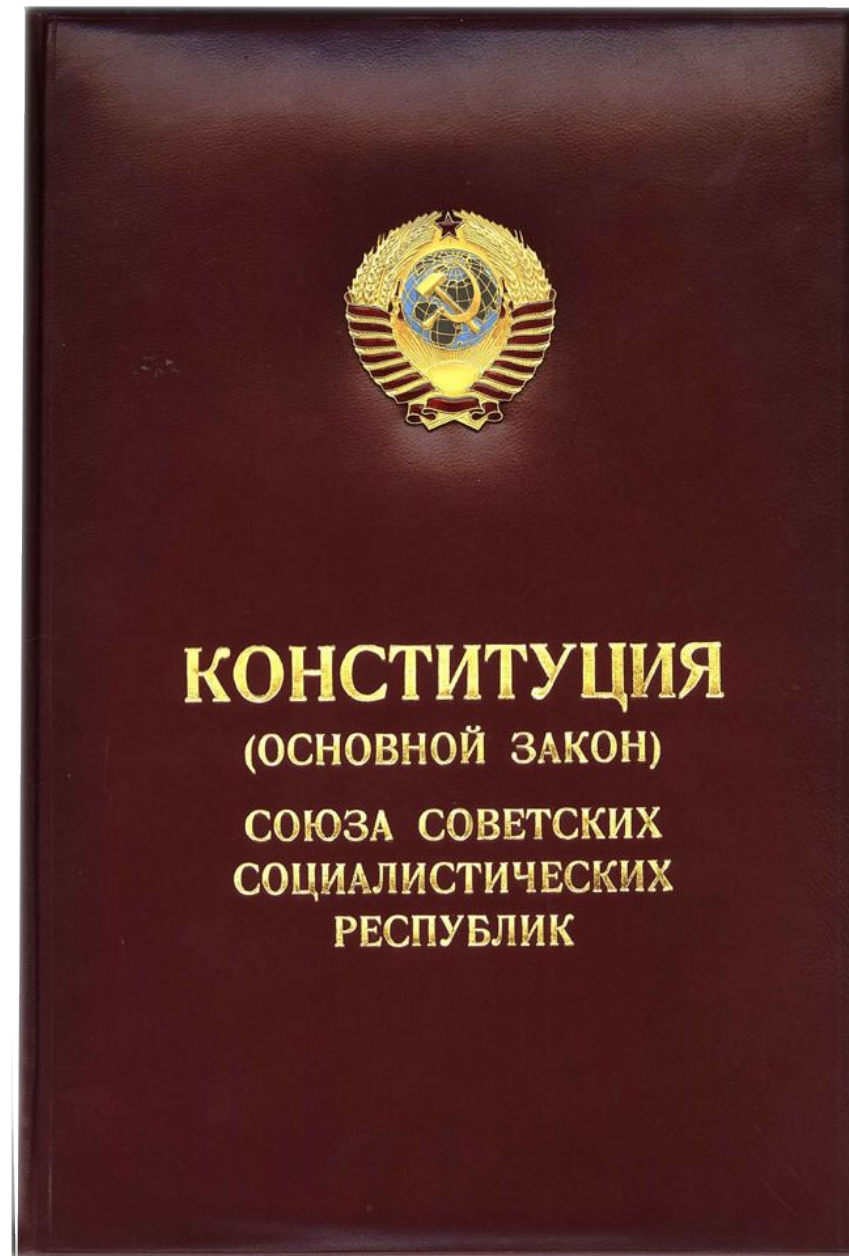 КОНСТИТУЦИЯ
(ОСНОВНОЙ ЗАКОН)
СОЮЗА СОВЕТСКИХ
СОЦИАЛИСТИЧЕСКИХ
РЕСПУБЛИК